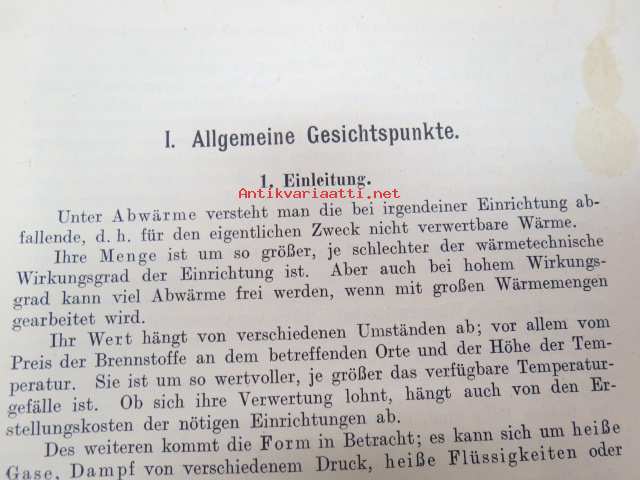 I. Allgemeine Gesichtspunkte.
1. Einleitung.
Antikvariaatti.net
Unter Abwärme versteht man die bei irgendeiner Einrichtung ab-
fallende, d. h. für den eigentlichen Zweck nicht verwertbare Wärme.
Ihre Menge ist um so größer, je schlechter der wärmetechnische
Wirkungsgrad der Einrichtung ist. Aber auch bei hohem Wirkungs-
grad kann viel Abwärme frei werden, wenn mit großen Wärmemengen
gearbeitet wird.
Ihr Wert hängt von verschiedenen Umständen ab; vor allem vom
Preis der Brennstoffe an dem betreffenden Orte und der Höhe der Tem-
peratur. Sie ist um so wertvoller, je größer das verfügbare Temperatur-
gefälle ist. Ob sich ihre Verwertung lohnt, hängt auch von den Er-
stellungskosten der nötigen Einrichtungen ab.
Des weiteren kommt die Form in Betracht; es kann sich um heiße
Gase, Dampf von verschiedenem Druck, heiße Flüssigkeiten oder